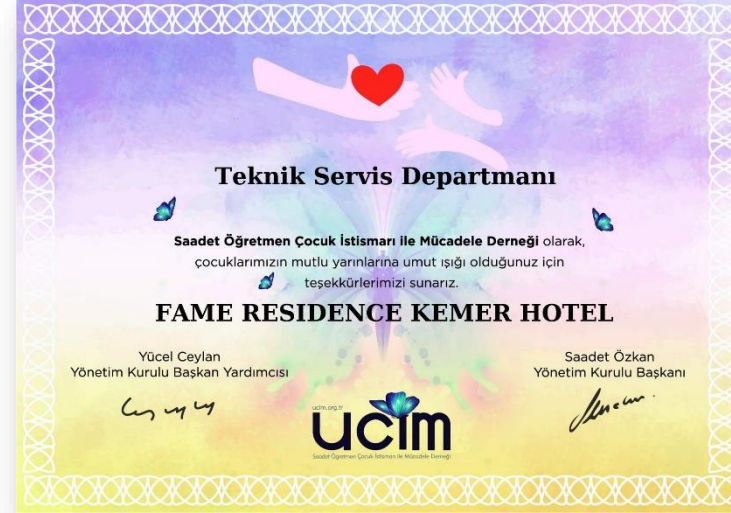 Teknik Servis Departmanı
Saadet Öğretmen Çocuk İstismarı ile Mücadele Derneği olarak,
çocuklarımızın mutlu yarınlarına umut ışığı olduğunuz için
teşekkürlerimizi sunarız.
FAME RESIDENCE KEMER HOTEL
Yücel Ceylan
Yönetim Kurulu Başkan Yardımcısı
Saadet Özkan
Yönetim Kurulu Başkanı
ucim.org.tr
ucim
Saadet Öğretmen Çocuk İstismarı ile Mücadele Derneği